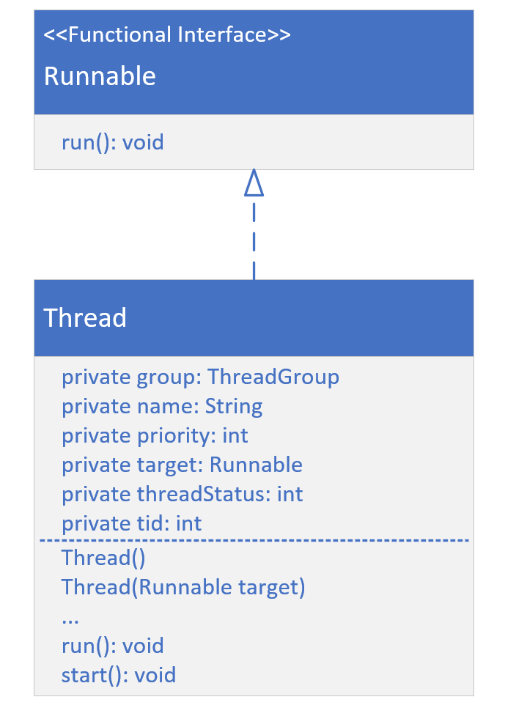 <<Functional Interface>>
Runnable
run(): void
Thread
private group: ThreadGroup
private name: String
private priority: int
private target: Runnable
private threadStatus: int
private tid: int
Thread()
Thread(Runnable target)
...
run(): void
start(): void